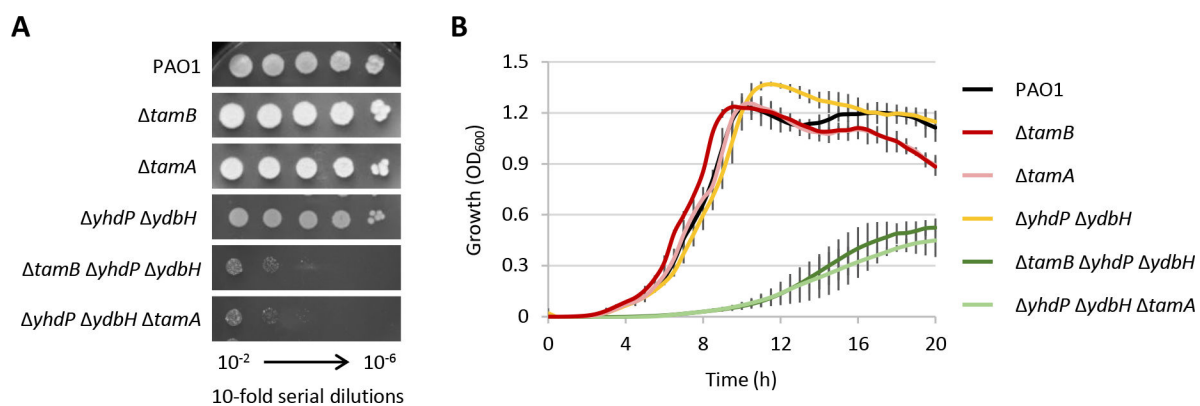 A
PAO1
ΔtamB
ΔtamA
ΔyhdP ΔydbH
ΔtamB ΔyhdP ΔydbH
ΔyhdP ΔydbH ΔtamA
10-2 10-6
10-fold serial dilutions
B
Growth (OD600)
1.5
1.2
0.9
0.6
0.3
0
0 4 8 12 16 20
Time (h)
PAO1
ΔtamB
ΔtamA
ΔyhdP ΔydbH
ΔtamB ΔyhdP ΔydbH
ΔyhdP ΔydbH ΔtamA